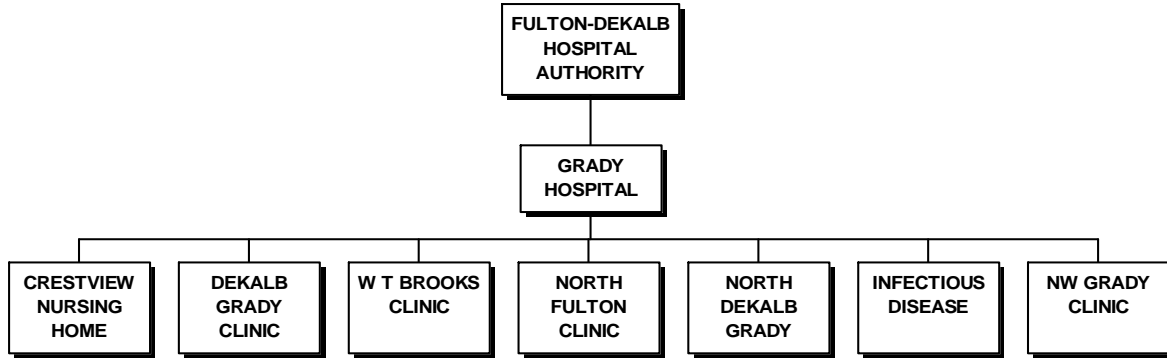 FULTON-DEKALB
HOSPITAL
AUTHORITY
GRADY
HOSPITAL
CRESTVIEW
NURSING
HOME
DEKALB
GRADY
CLINIC
W T BROOKS
CLINIC
NORTH
FULTON
CLINIC
NORTH
DEKALB
GRADY
INFECTIOUS
DISEASE
NW GRADY
CLINIC